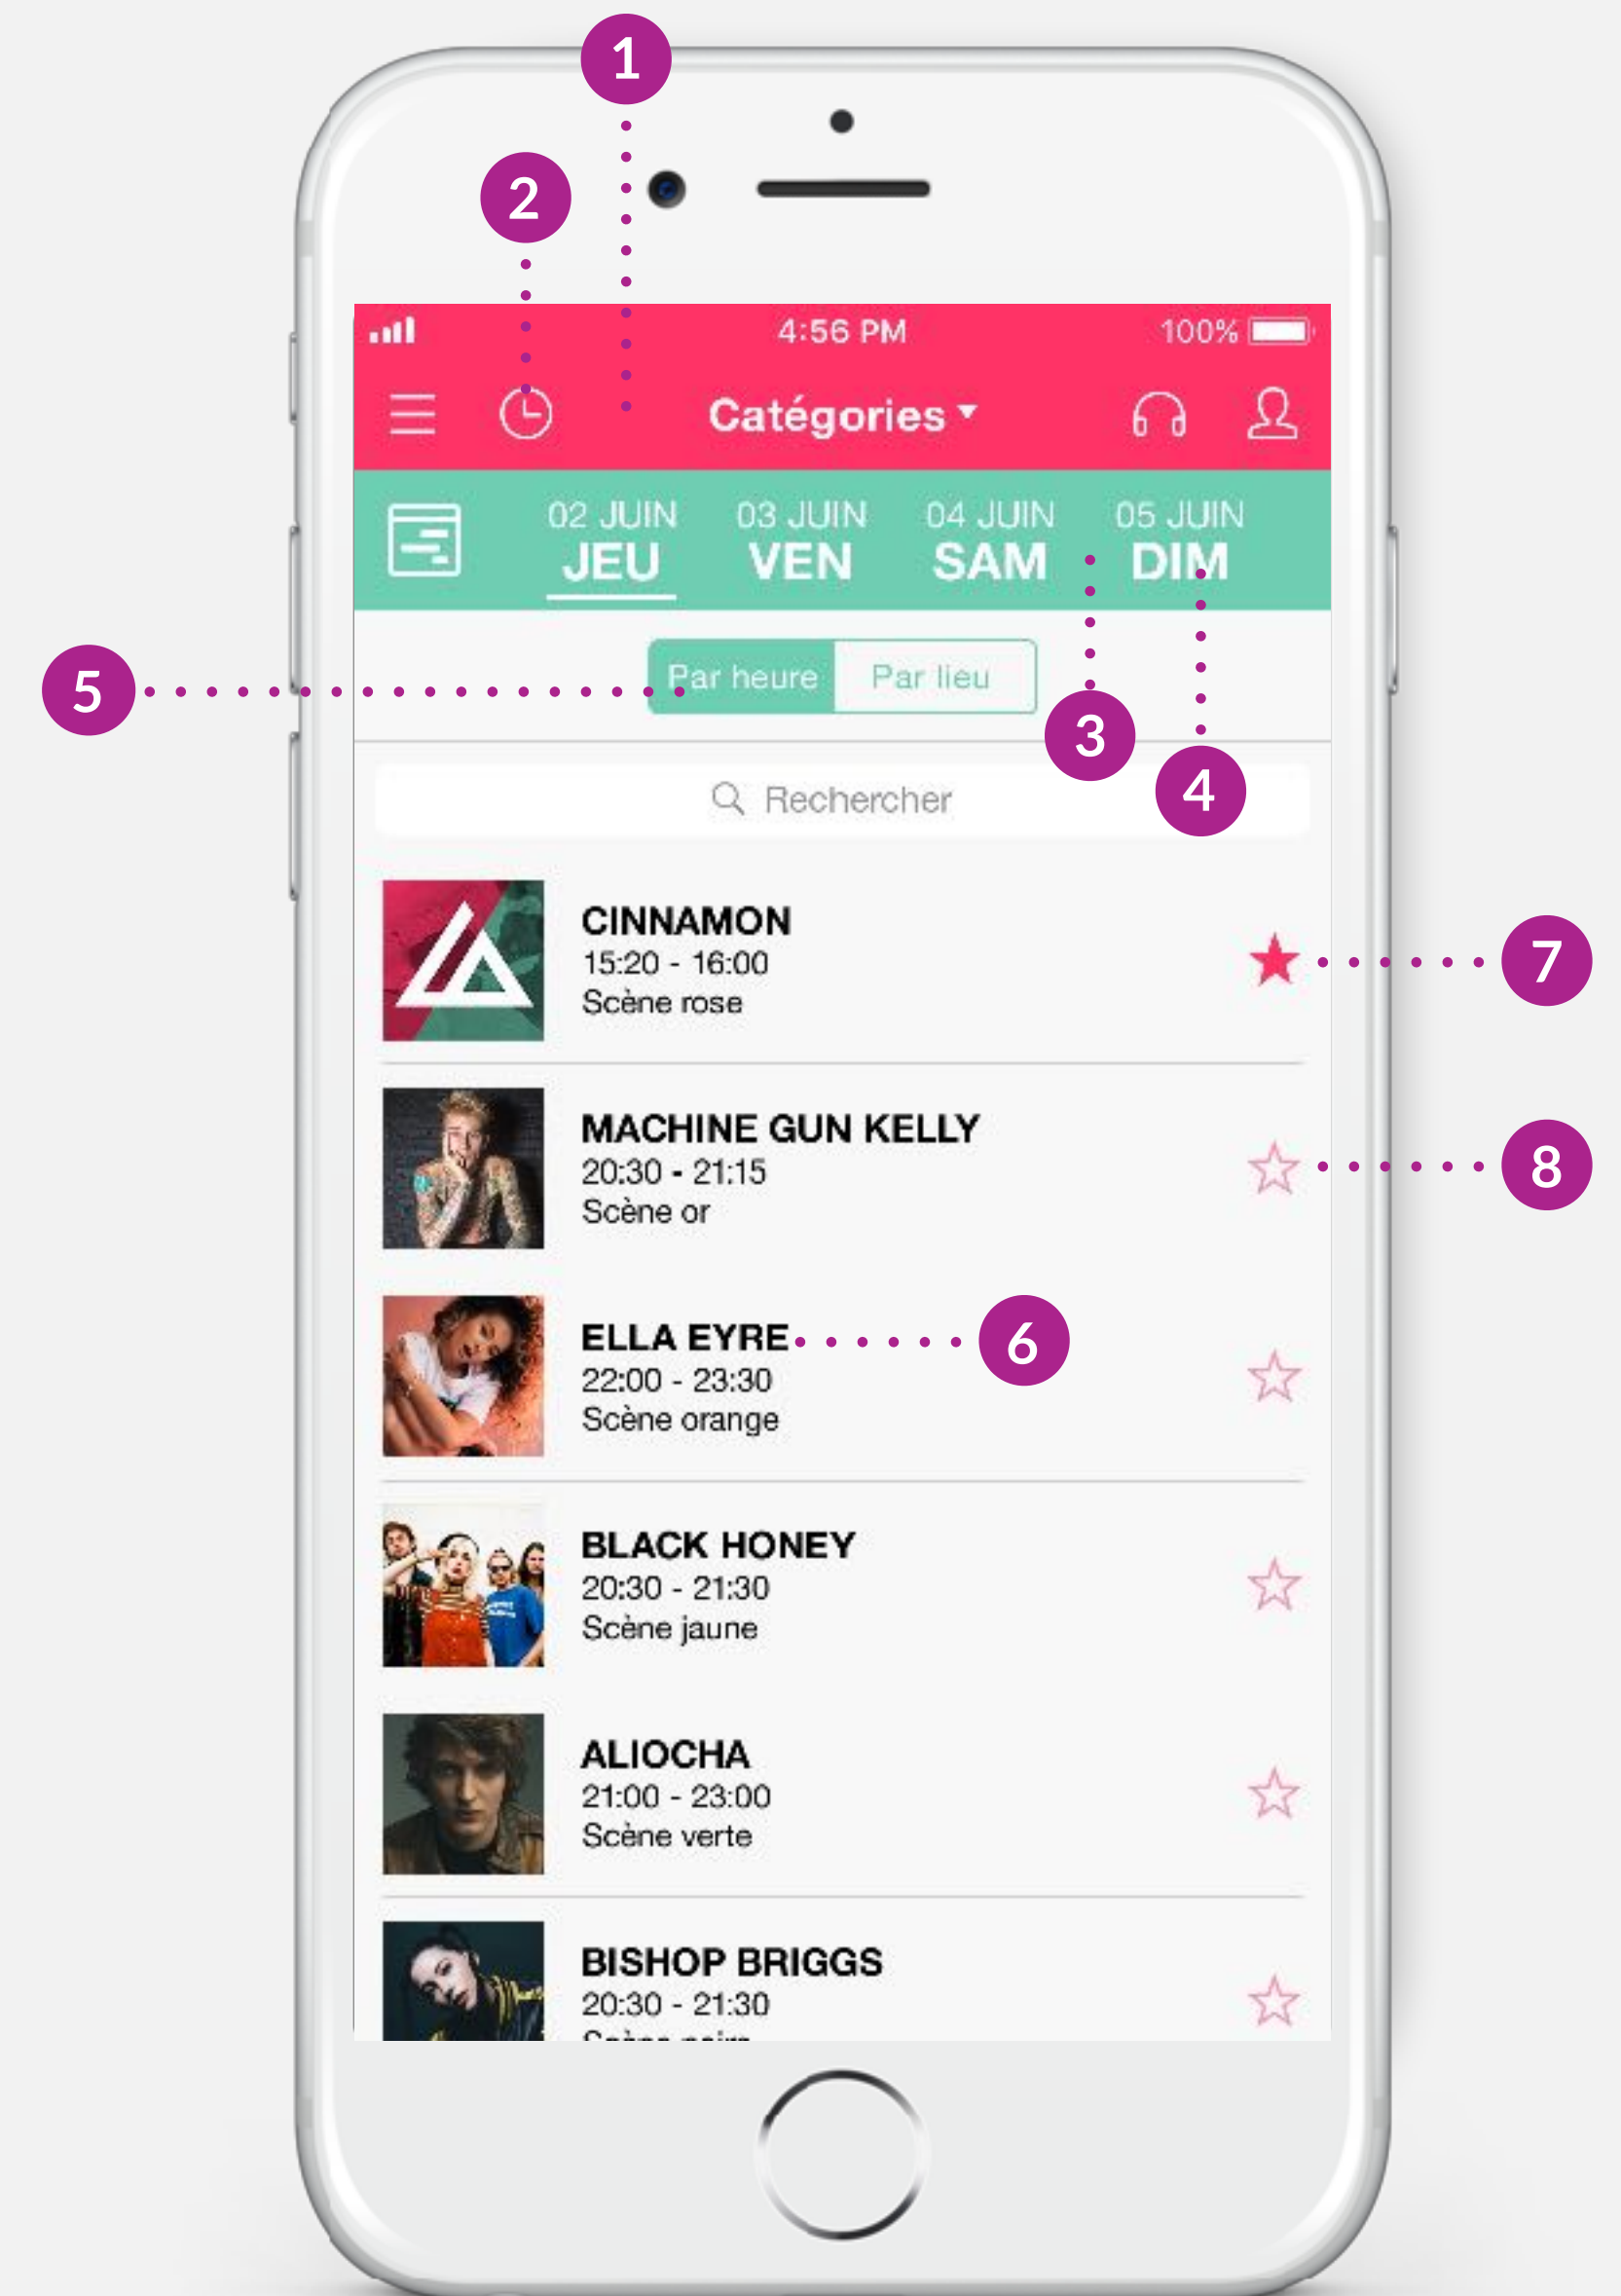 1
2
4:56 PM 100%
Catégories
02 JUIN 03 JUIN 04 JUIN 05 JUIN
JEU VEN SAM DIM
5 Par heure Par lieu
3
4
Rechercher
CINNAMON
15:20 - 16:00
Scène rose
7
MACHINE GUN KELLY
20:30 - 21:15
Scène or
8
ELLA EYRE
22:00 - 23:30
Scène orange
6
BLACK HONEY
20:30 - 21:30
Scène jaune
ALIOCHA
21:00 - 23:00
Scène verte
BISHOP BRIGGS
20:30 - 21:30